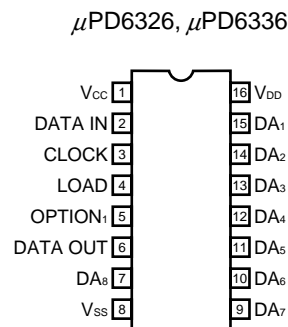 μPD6326, μPD6336
Vcc 1 16 VDD
DATA IN 2 15 DA1
CLOCK 3 14 DA2
LOAD 4 13 DA3
OPTION1 5 12 DA4
DATA OUT 6 11 DA5
DA8 7 10 DA6
Vss 8 9 DA7